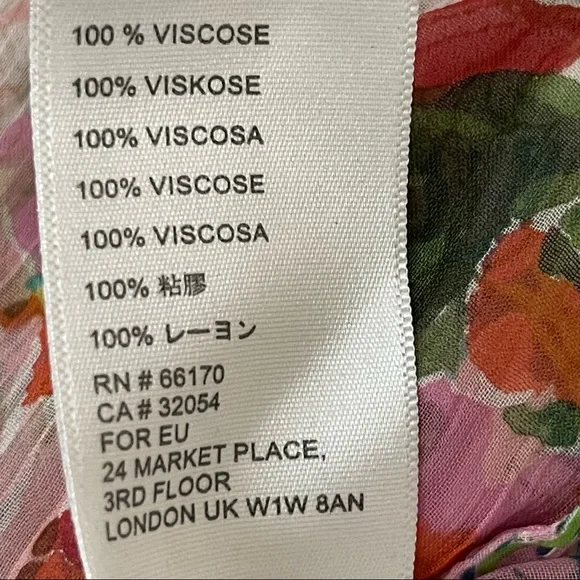 100 % VISCOSE
100% VISKOSE
100% VISCOSA
100% VISCOSE
100% VISCOSA
100% 粘膠
100% レーヨン
RN # 66170
CA # 32054
FOR EU
24 MARKET PLACE,
3RD FLOOR
LONDON UK W1W 8AN